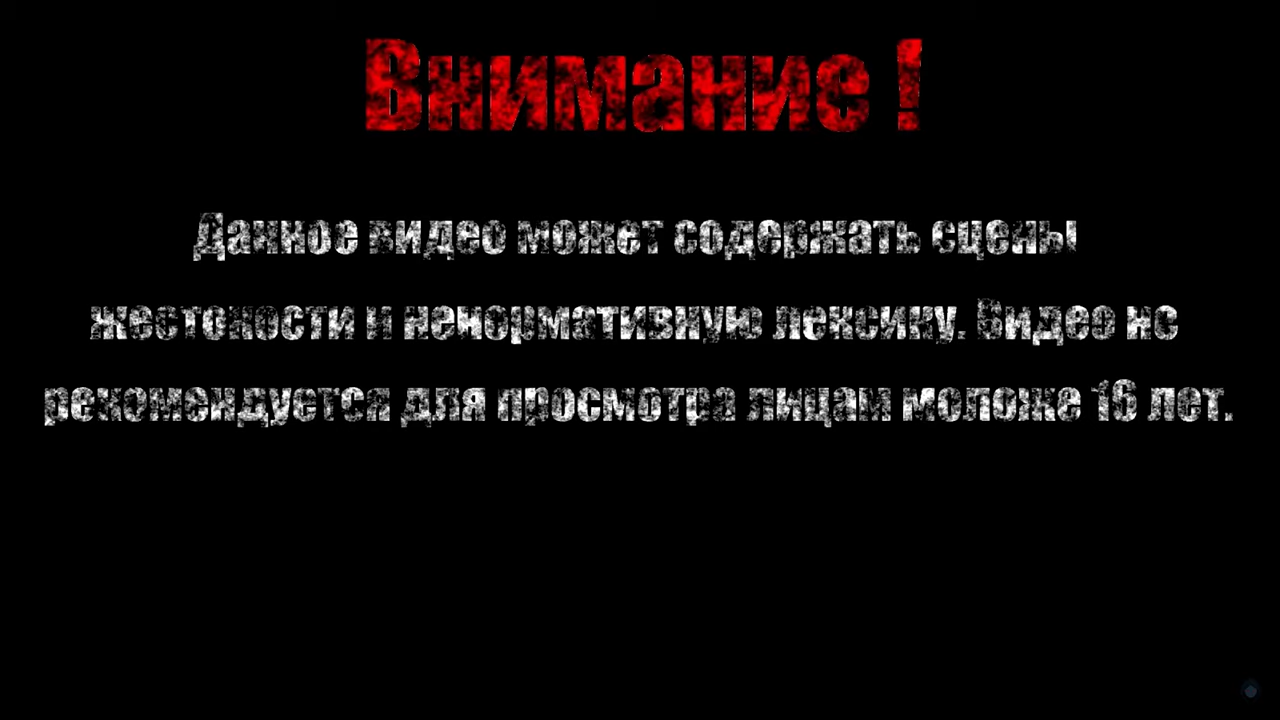 Внимание !
Данное видео может содержать сцены
жестокости и ненормативную лексику. Видео не
рекомендуется для просмотра лицам моложе 16 лет.